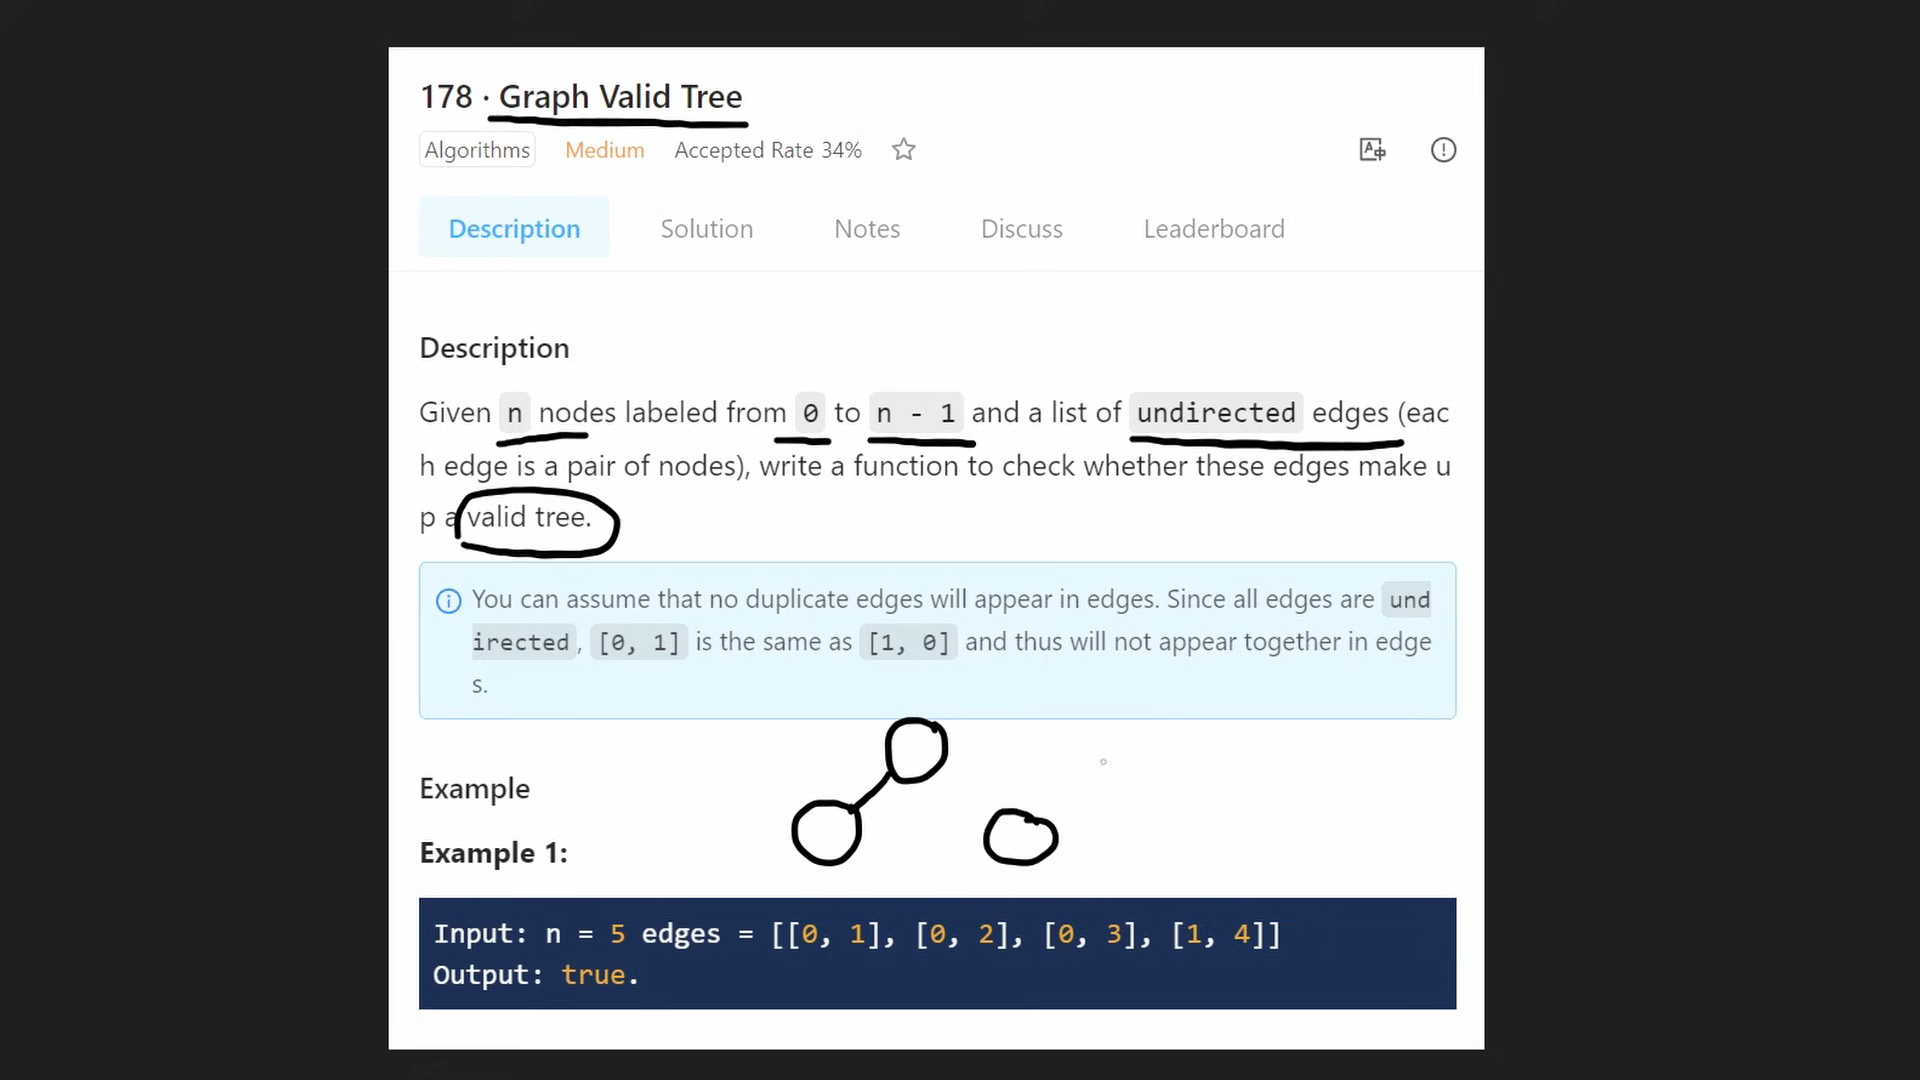 178 · Graph Valid Tree
Algorithms Medium Accepted Rate 34%
Description Solution Notes Discuss Leaderboard
Description
Given n nodes labeled from 0 to n - 1 and a list of undirected edges (eac
h edge is a pair of nodes), write a function to check whether these edges make u
p a valid tree.
You can assume that no duplicate edges will appear in edges. Since all edges are und
irected, [0, 1] is the same as [1, 0] and thus will not appear together in edge
s.
Example
Example 1:
Input: n = 5 edges = [[0, 1], [0, 2], [0, 3], [1, 4]]
Output: true.